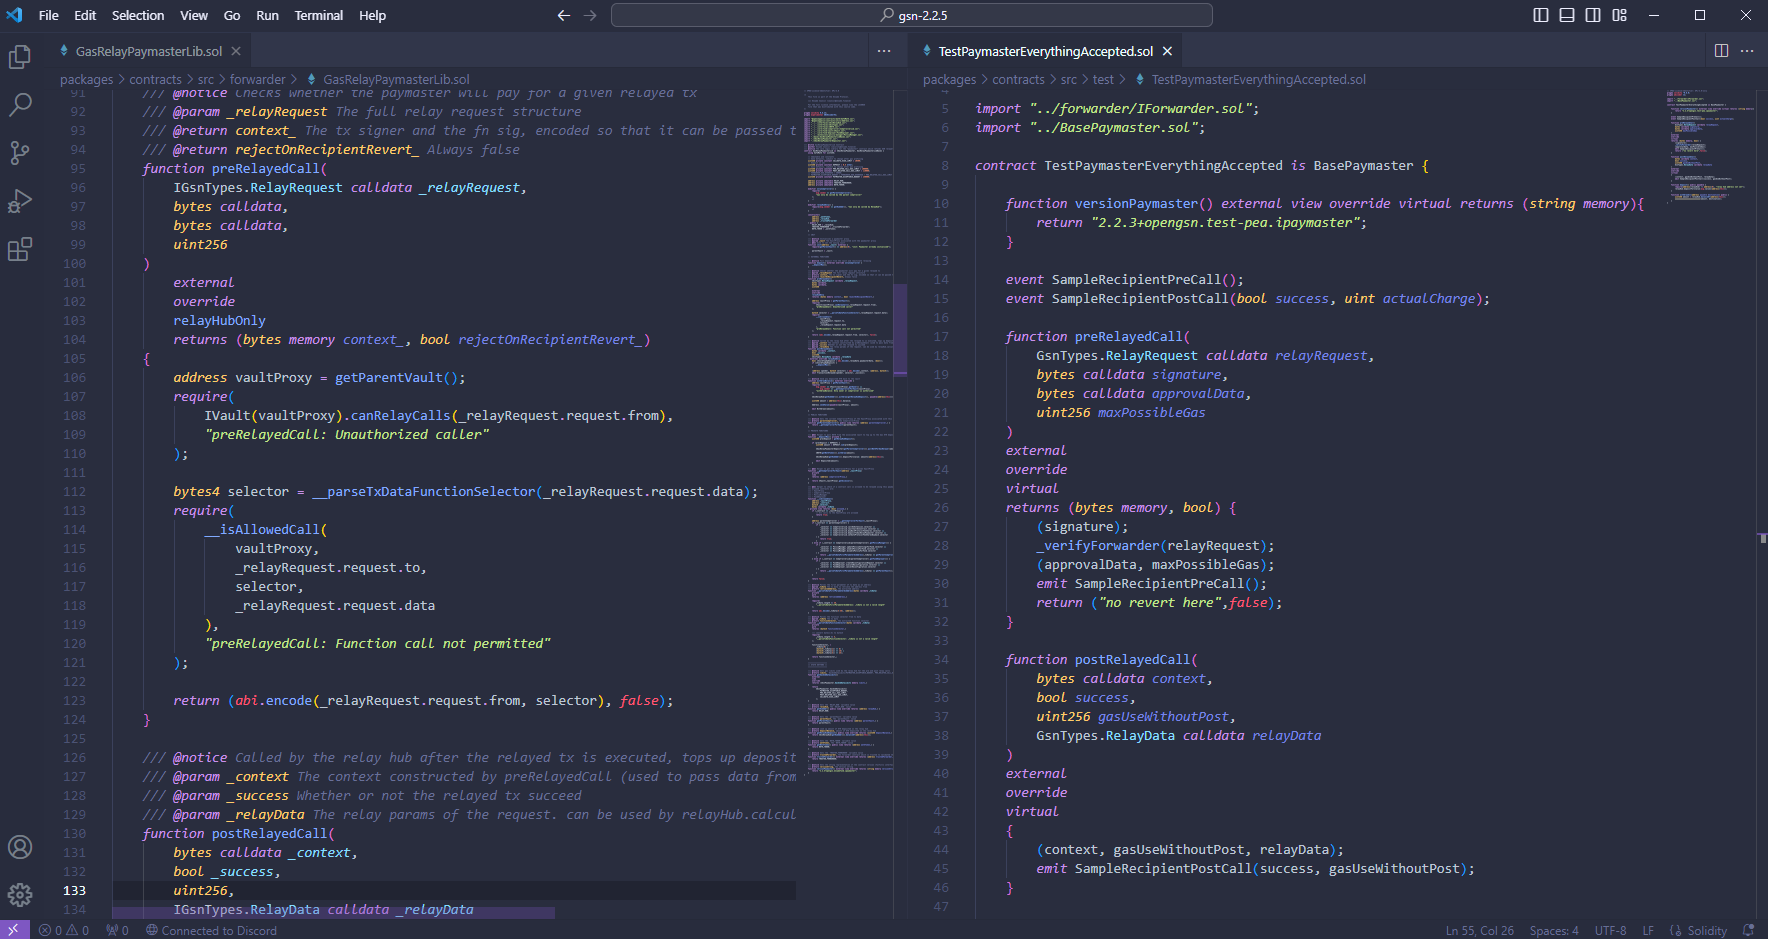 File Edit Selection View Go Run Terminal Help
gsn-2.2.5
GasRelayPaymasterLib.sol
packages > contracts > src > forwarder > GasRelayPaymasterLib.sol
91 /// @notice Checks whether the paymaster will pay for a given relayed tx
92 /// @param _relayRequest The full relay request structure
93 /// @return context_ The tx signer and the fn sig, encoded so that it can be passed t
94 /// @return rejectOnRecipientRevert_ Always false
95 function preRelayedCall(
96 IGsnTypes.RelayRequest calldata _relayRequest,
97 bytes calldata,
98 bytes calldata,
99 uint256
100 )
101 external
102 override
103 relayHubOnly
104 returns (bytes memory context_, bool rejectOnRecipientRevert_)
105 {
106 address vaultProxy = getParentVault();
107 require(
108 IVault(vaultProxy).canRelayCalls(_relayRequest.request.from),
109 "preRelayedCall: Unauthorized caller"
110 );
111
112 bytes4 selector = __parseTxDataFunctionSelector(_relayRequest.request.data);
113 require(
114 __isAllowedCall(
115 vaultProxy,
116 _relayRequest.request.to,
117 selector,
118 _relayRequest.request.data
119 ),
120 "preRelayedCall: Function call not permitted"
121 );
122
123 return (abi.encode(_relayRequest.request.from, selector), false);
124 }
125
126 /// @notice Called by the relay hub after the relayed tx is executed, tops up deposit
127 /// @param _context The context constructed by preRelayedCall (used to pass data from
128 /// @param _success Whether or not the relayed tx succeed
129 /// @param _relayData The relay params of the request. can be used by relayHub.calcul
130 function postRelayedCall(
131 bytes calldata _context,
132 bool _success,
133 uint256,
134 IGsnTypes.RelayData calldata _relayData
TestPaymasterEverythingAccepted.sol
packages > contracts > src > test > TestPaymasterEverythingAccepted.sol
4
5 import "../forwarder/IForwarder.sol";
6 import "../BasePaymaster.sol";
7
8 contract TestPaymasterEverythingAccepted is BasePaymaster {
9
10 function versionPaymaster() external view override virtual returns (string memory){
11 return "2.2.3+opengsn.test-pea.ipaymaster";
12 }
13
14 event SampleRecipientPreCall();
15 event SampleRecipientPostCall(bool success, uint actualCharge);
16
17 function preRelayedCall(
18 GsnTypes.RelayRequest calldata relayRequest,
19 bytes calldata signature,
20 bytes calldata approvalData,
21 uint256 maxPossibleGas
22 )
23 external
24 override
25 virtual
26 returns (bytes memory, bool) {
27 (signature);
28 _verifyForwarder(relayRequest);
29 (approvalData, maxPossibleGas);
30 emit SampleRecipientPreCall();
31 return ("no revert here",false);
32 }
33
34 function postRelayedCall(
35 bytes calldata context,
36 bool success,
37 uint256 gasUseWithoutPost,
38 GsnTypes.RelayData calldata relayData
39 )
40 external
41 override
42 virtual
43 {
44 (context, gasUseWithoutPost, relayData);
45 emit SampleRecipientPostCall(success, gasUseWithoutPost);
46 }
47
0 0 0 Connected to Discord
Ln 55, Col 26 Spaces: 4 UTF-8 LF Solidity